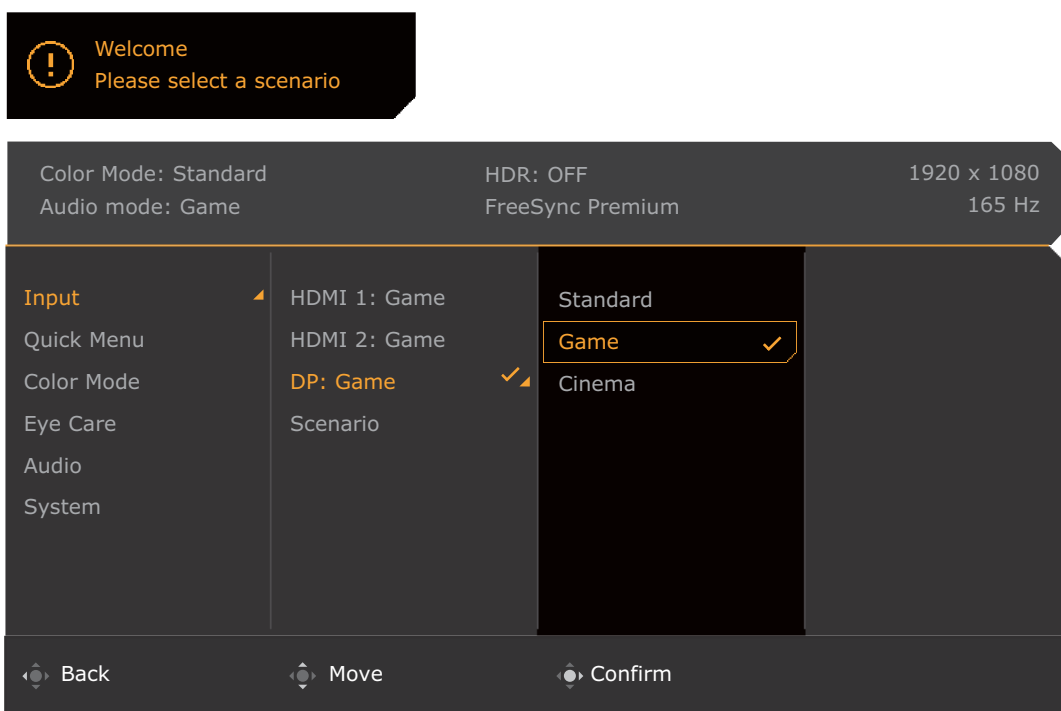 Welcome
Please select a scenario
Color Mode: Standard
HDR: OFF
1920 x 1080
Audio mode: Game
FreeSync Premium
165 Hz
Input
HDMI 1: Game
Standard
Quick Menu
HDMI 2: Game
Game
Color Mode
DP: Game
Cinema
Eye Care
Scenario
Audio
System
Back
Move
Confirm